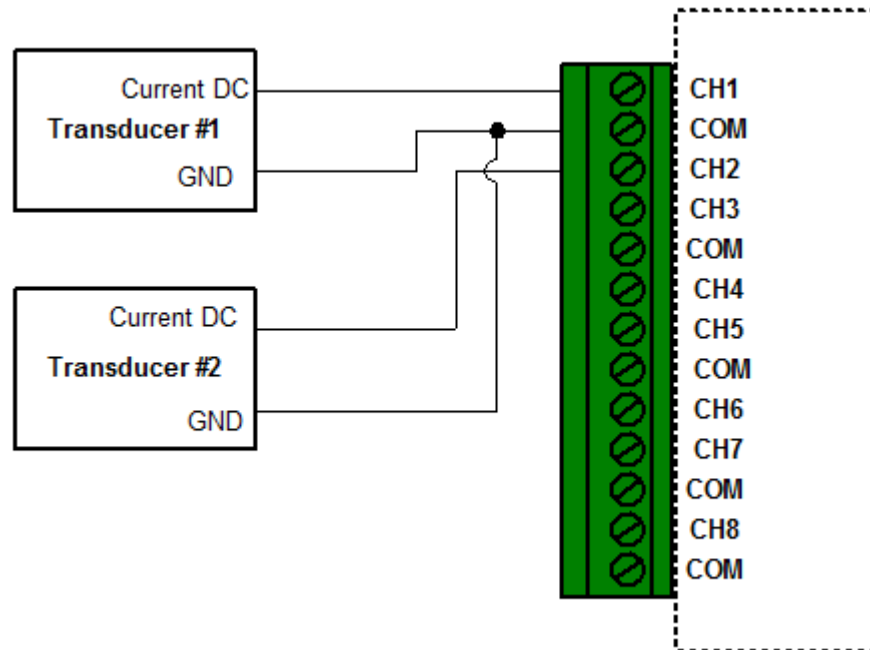 Current DC
Transducer #1
GND
Current DC
Transducer #2
GND
CH1
COM
CH2
CH3
COM
CH4
CH5
COM
CH6
CH7
COM
CH8
COM